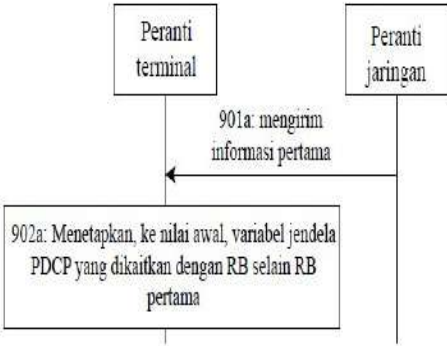 Peranti
terminal
Peranti
jaringan
901a: mengirim
informasi pertama
902a: Menetapkan, ke nilai awal, variabel jendela
PDCP yang dikaitkan dengan RB selain RB
pertama